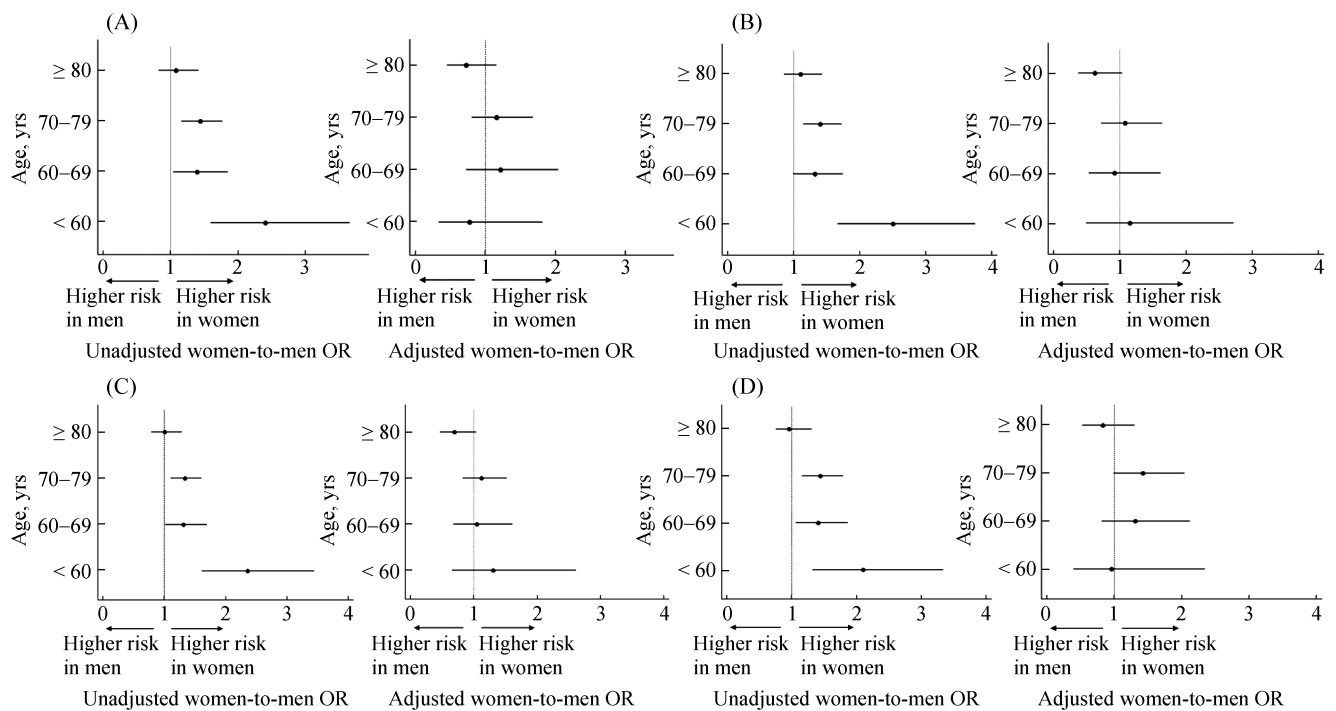 (A)
Age, yrs
≥ 80
70–79
60–69
< 60
0 1 2 3
Higher risk
in men
Higher risk
in women
Unadjusted women-to-men OR
Age, yrs
≥ 80
70–79
60–69
< 60
0 1 2 3
Higher risk
in men
Higher risk
in women
Adjusted women-to-men OR
(B)
Age, yrs
≥ 80
70–79
60–69
< 60
0 1 2 3 4
Higher risk
in men
Higher risk
in women
Unadjusted women-to-men OR
Age, yrs
≥ 80
70–79
60–69
< 60
0 1 2 3 4
Higher risk
in men
Higher risk
in women
Adjusted women-to-men OR
(C)
Age, yrs
≥ 80
70–79
60–69
< 60
0 1 2 3 4
Higher risk
in men
Higher risk
in women
Unadjusted women-to-men OR
Age, yrs
≥ 80
70–79
60–69
< 60
0 1 2 3 4
Higher risk
in men
Higher risk
in women
Adjusted women-to-men OR
(D)
Age, yrs
≥ 80
70–79
60–69
< 60
0 1 2 3 4
Higher risk
in men
Higher risk
in women
Unadjusted women-to-men OR
Age, yrs
≥ 80
70–79
60–69
< 60
0 1 2 3 4
Higher risk
in men
Higher risk
in women
Adjusted women-to-men OR